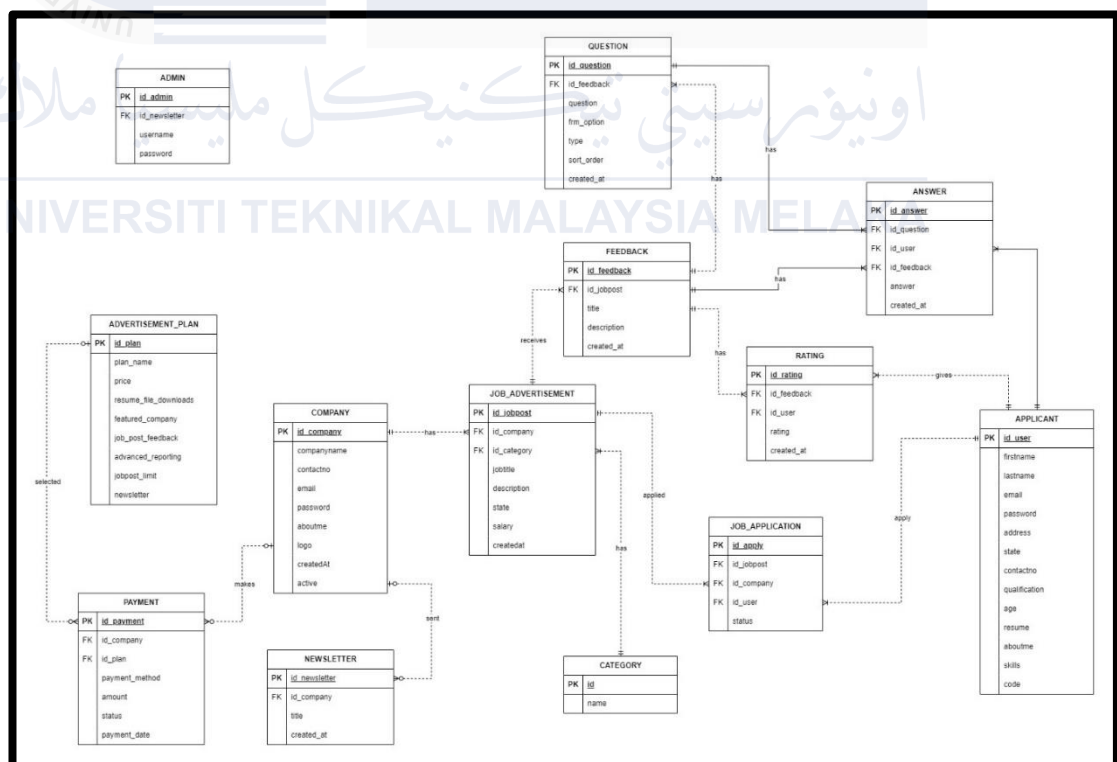 QUESTION
PK id_question
FK id_feedback
question
frm_option
type
sort_order
created_at
ADMIN
PK id_admin
FK id_newsletter
username
password
اونيۏرسيتي تيكنيكل مليسيا ملاك
NIVERSITI TEKNIKAL MALAYSIA MELAKA
has
has
ANSWER
PK id_answer
FK id_question
FK id_user
FK id_feedback
answer
created_at
FEEDBACK
PK id_feedback
FK id_jobpost
title
description
created_at
has
receives
has
ADVERTISEMENT_PLAN
PK id_plan
plan_name
price
resume_file_downloads
featured_company
job_post_feedback
advanced_reporting
jobpost_limit
newsletter
selected
RATING
PK id_rating
FK id_feedback
FK id_user
rating
created_at
gives
JOB_ADVERTISEMENT
PK id_jobpost
FK id_company
FK id_category
jobtitle
description
state
salary
createdat
COMPANY
PK id_company
companyname
contactno
email
password
aboutme
logo
createdAt
active
has
makes
sent
applied
has
apply
APPLICANT
PK id_user
firstname
lastname
email
password
address
state
contactno
qualification
age
resume
aboutme
skills
code
JOB_APPLICATION
PK id_apply
FK id_jobpost
FK id_company
FK id_user
status
PAYMENT
PK id_payment
FK id_company
FK id_plan
payment_method
amount
status
payment_date
NEWSLETTER
PK id_newsletter
FK id_company
title
created_at
CATEGORY
PK id
name